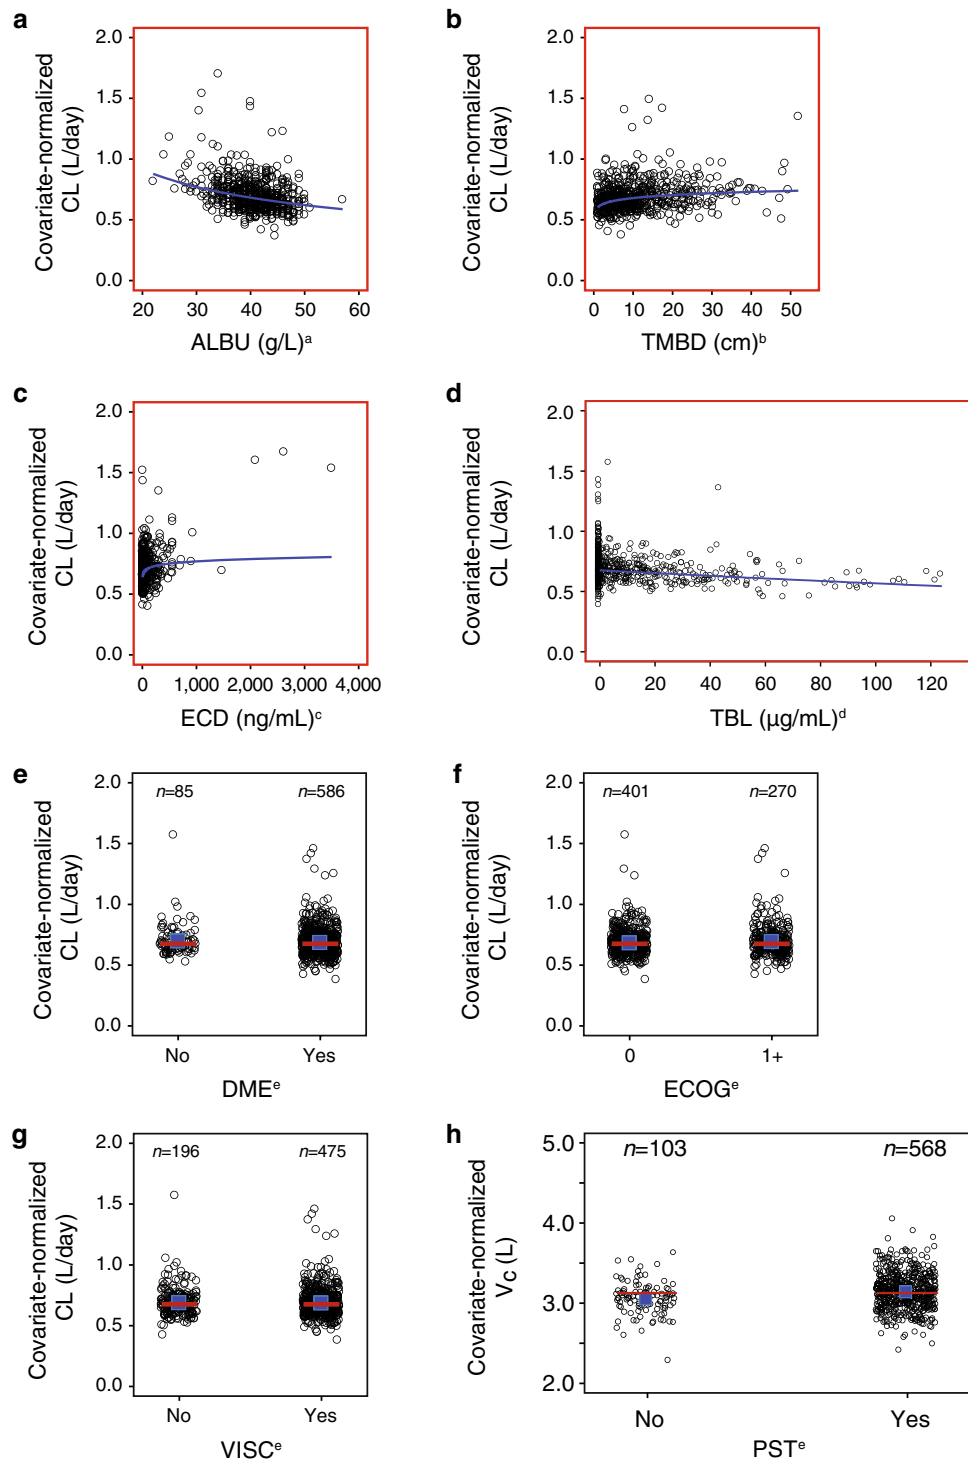 a
b
2.0
1.5
1.0
0.5
0.0
Covariate-normalized
CL (L/day)
20 30 40 50 60
ALBU (g/L)a
2.0
1.5
1.0
0.5
0.0
Covariate-normalized
CL (L/day)
0 10 20 30 40 50
TMBD (cm)b
c
d
2.0
1.5
1.0
0.5
0.0
Covariate-normalized
CL (L/day)
0 1,000 2,000 3,000 4,000
ECD (ng/mL)c
2.0
1.5
1.0
0.5
0.0
Covariate-normalized
CL (L/day)
0 20 40 60 80 100 120
TBL (µg/mL)d
e
f
2.0
1.5
1.0
0.5
0.0
Covariate-normalized
CL (L/day)
n=85 n=586
No Yes
DMEe
2.0
1.5
1.0
0.5
0.0
Covariate-normalized
CL (L/day)
n=401 n=270
0 1+
ECOGe
g
h
2.0
1.5
1.0
0.5
0.0
Covariate-normalized
CL (L/day)
n=196 n=475
No Yes
VISCe
5.0
4.0
3.0
2.0
Covariate-normalized
VC (L)
n=103 n=568
No Yes
PSTe